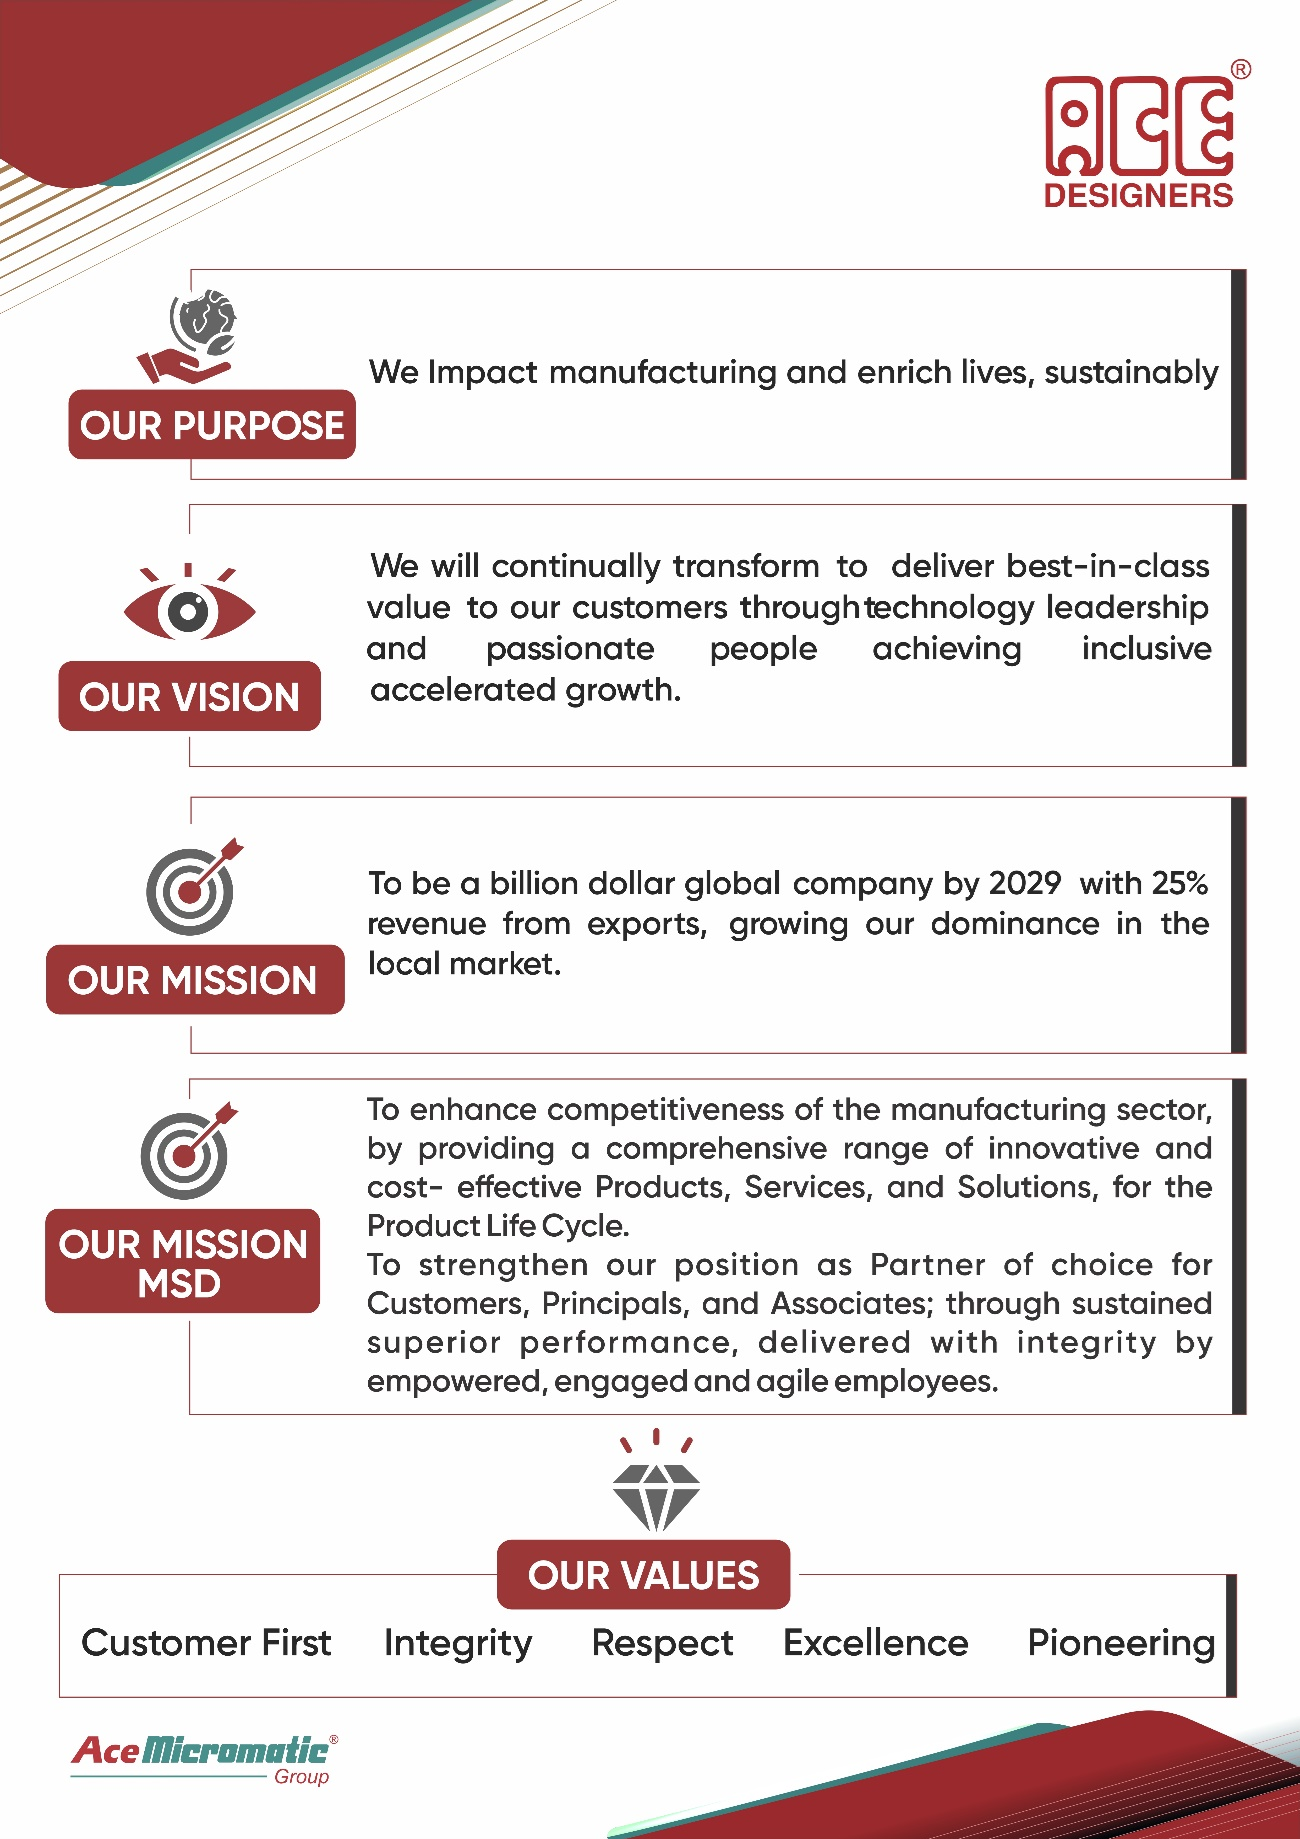 ACE®
DESIGNERS
We Impact manufacturing and enrich lives, sustainably
OUR PURPOSE
We will continually transform to deliver best-in-class
value to our customers through technology leadership
and passionate people achieving inclusive
accelerated growth.
OUR VISION
To be a billion dollar global company by 2029 with 25%
revenue from exports, growing our dominance in the
local market.
OUR MISSION
To enhance competitiveness of the manufacturing sector,
by providing a comprehensive range of innovative and
cost- effective Products, Services, and Solutions, for the
Product Life Cycle.
To strengthen our position as Partner of choice for
Customers, Principals, and Associates; through sustained
superior performance, delivered with integrity by
empowered, engaged and agile employees.
OUR MISSION
MSD
OUR VALUES
Customer First Integrity Respect Excellence Pioneering
AceMicromatic®
Group